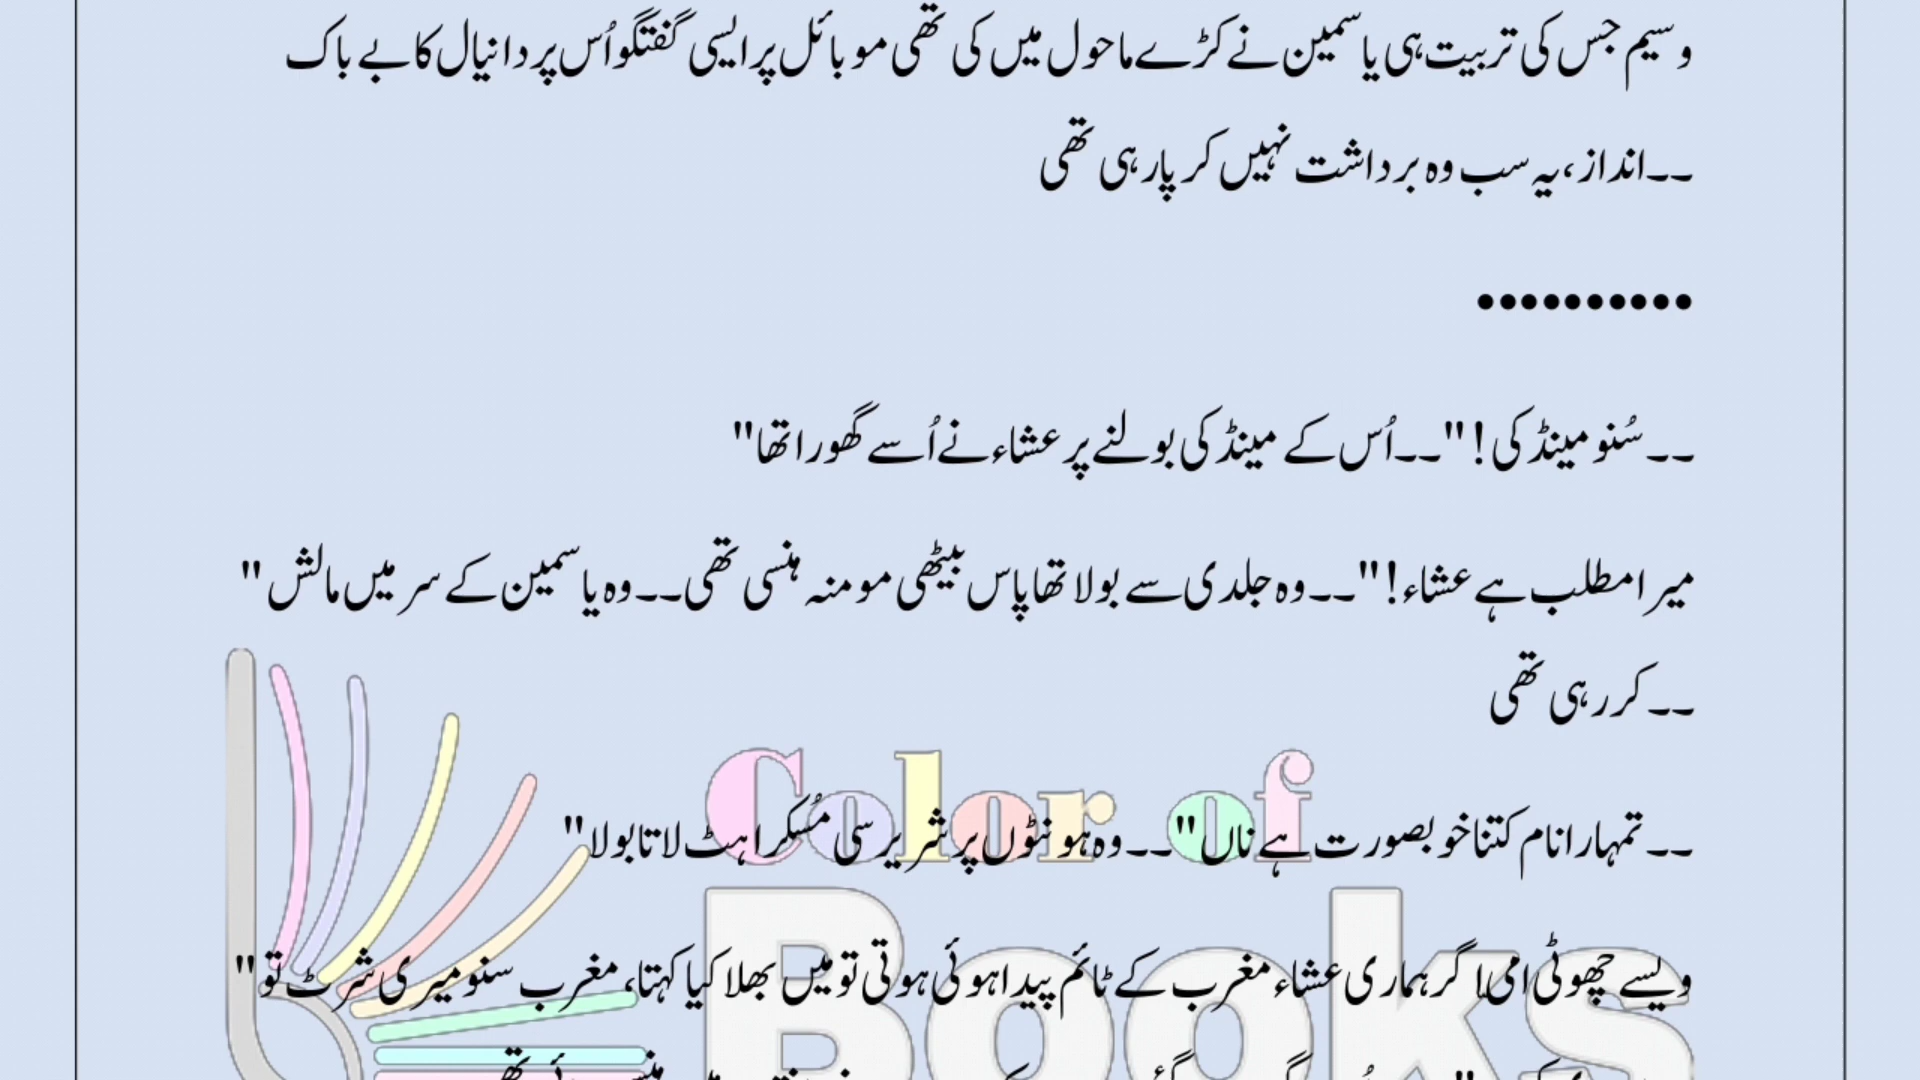 وسیم جس کی تربیت ہی یاسمین نے کڑے ماحول میں کی تھی موبائل پر ایسی گفتگو اُس پر دانیال کا بے باک
۔۔انداز، یہ سب وہ برداشت نہیں کر پا رہی تھی
••••••••••
۔۔سُنو مینڈکی!"۔۔اُس کے مینڈکی بولنے پر عشاء نے اُسے گھورا تھا"
میرا مطلب ہے عشاء!"۔۔وہ جلدی سے بولا تھا پاس بیٹھی مومنہ ہنسی تھی۔۔وہ یاسمین کے سر میں مالش"
۔۔کر رہی تھی
۔۔تمہارا نام کتنا خوبصورت ہے ناں"۔۔وہ ہونٹوں پر شریر سی مُسکراہٹ لاتا بولا"
ویسے چھوٹی امی اگر ہماری عشاء مغرب کے ٹائم پیدا ہوئی ہوتی تو میں بھلا کیا کہتا، مغرب سنو میری شرٹ تو"
Color of
Books